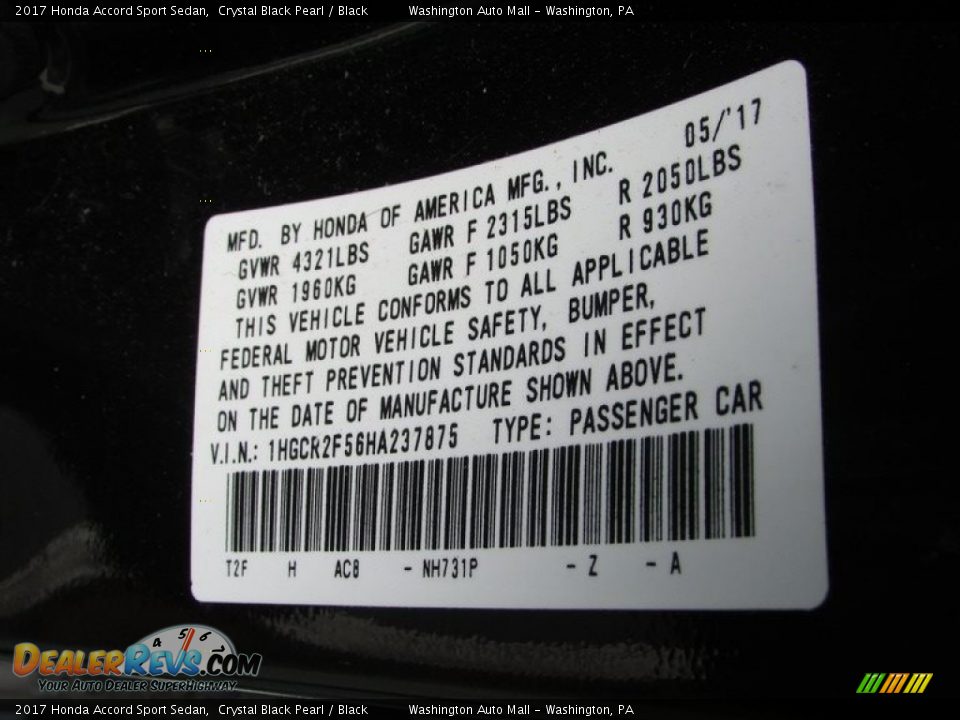 2017 Honda Accord Sport Sedan, Crystal Black Pearl / Black Washington Auto Mall - Washington, PA
MFD. BY HONDA OF AMERICA MFG., INC. 05/'17
GVWR 4321LBS GAWR F 2315LBS R 2050LBS
GVWR 1960KG GAWR F 1050KG R 930KG
THIS VEHICLE CONFORMS TO ALL APPLICABLE
FEDERAL MOTOR VEHICLE SAFETY, BUMPER,
AND THEFT PREVENTION STANDARDS IN EFFECT
ON THE DATE OF MANUFACTURE SHOWN ABOVE.
V.I.N.: 1HGCR2F56HA237875 TYPE: PASSENGER CAR
T2F H AC8 - NH731P - Z - A
4 5 6
DEALERREVS.COM
YOUR AUTO DEALER SUPERHIGHWAY
2017 Honda Accord Sport Sedan, Crystal Black Pearl / Black Washington Auto Mall - Washington, PA